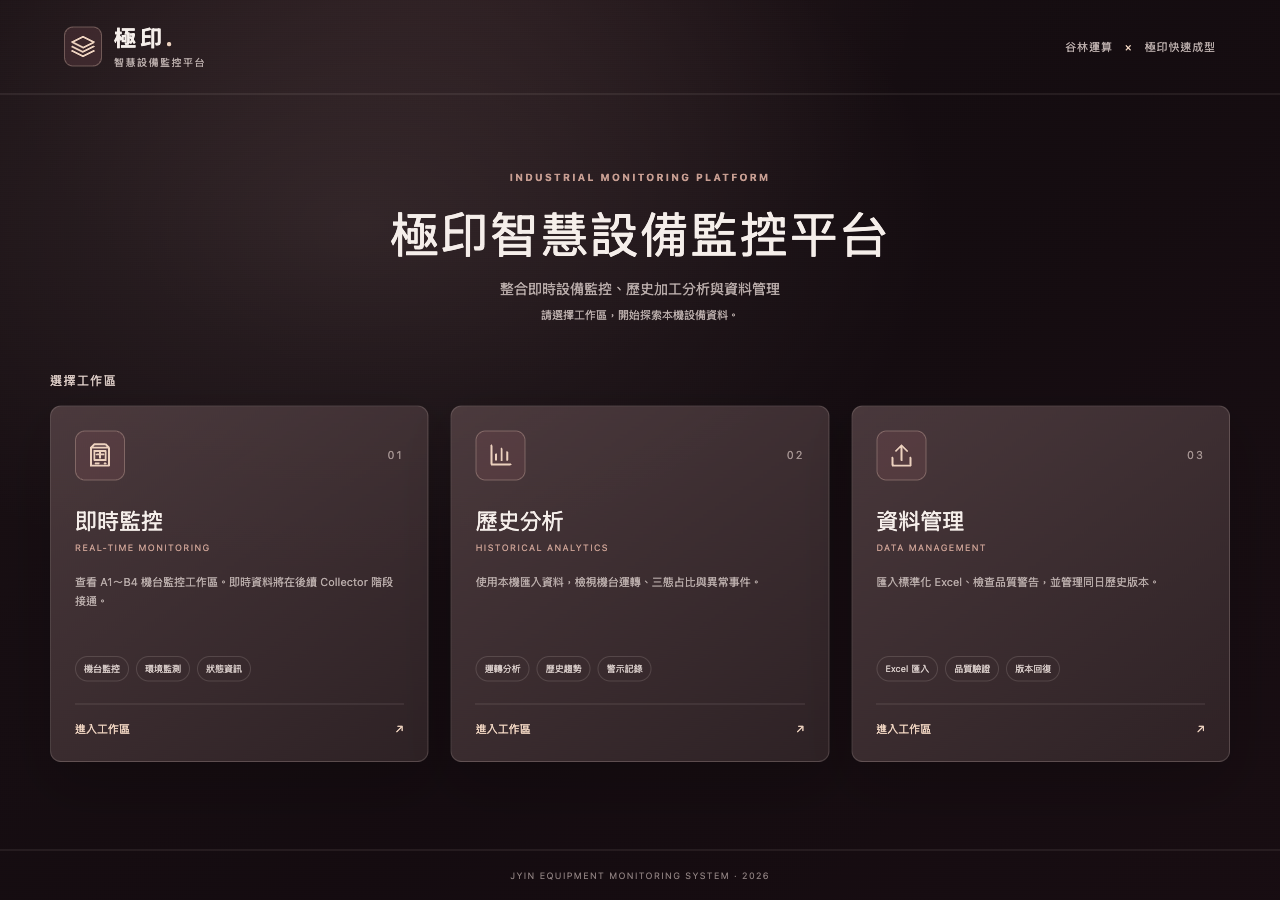 極印.
智慧設備監控平台
谷林運算 × 極印快速成型
INDUSTRIAL MONITORING PLATFORM
極印智慧設備監控平台
整合即時設備監控、歷史加工分析與資料管理
請選擇工作區，開始探索本機設備資料。
選擇工作區
01
即時監控
REAL-TIME MONITORING
查看 A1～B4 機台監控工作區。即時資料將在後續 Collector 階段
接通。
機台監控 環境監測 狀態資訊
進入工作區 ↗
02
歷史分析
HISTORICAL ANALYTICS
使用本機匯入資料，檢視機台運轉、三態占比與異常事件。
運轉分析 歷史趨勢 警示記錄
進入工作區 ↗
03
資料管理
DATA MANAGEMENT
匯入標準化 Excel、檢查品質警告，並管理同日歷史版本。
Excel 匯入 品質驗證 版本回復
進入工作區 ↗
JYIN EQUIPMENT MONITORING SYSTEM · 2026